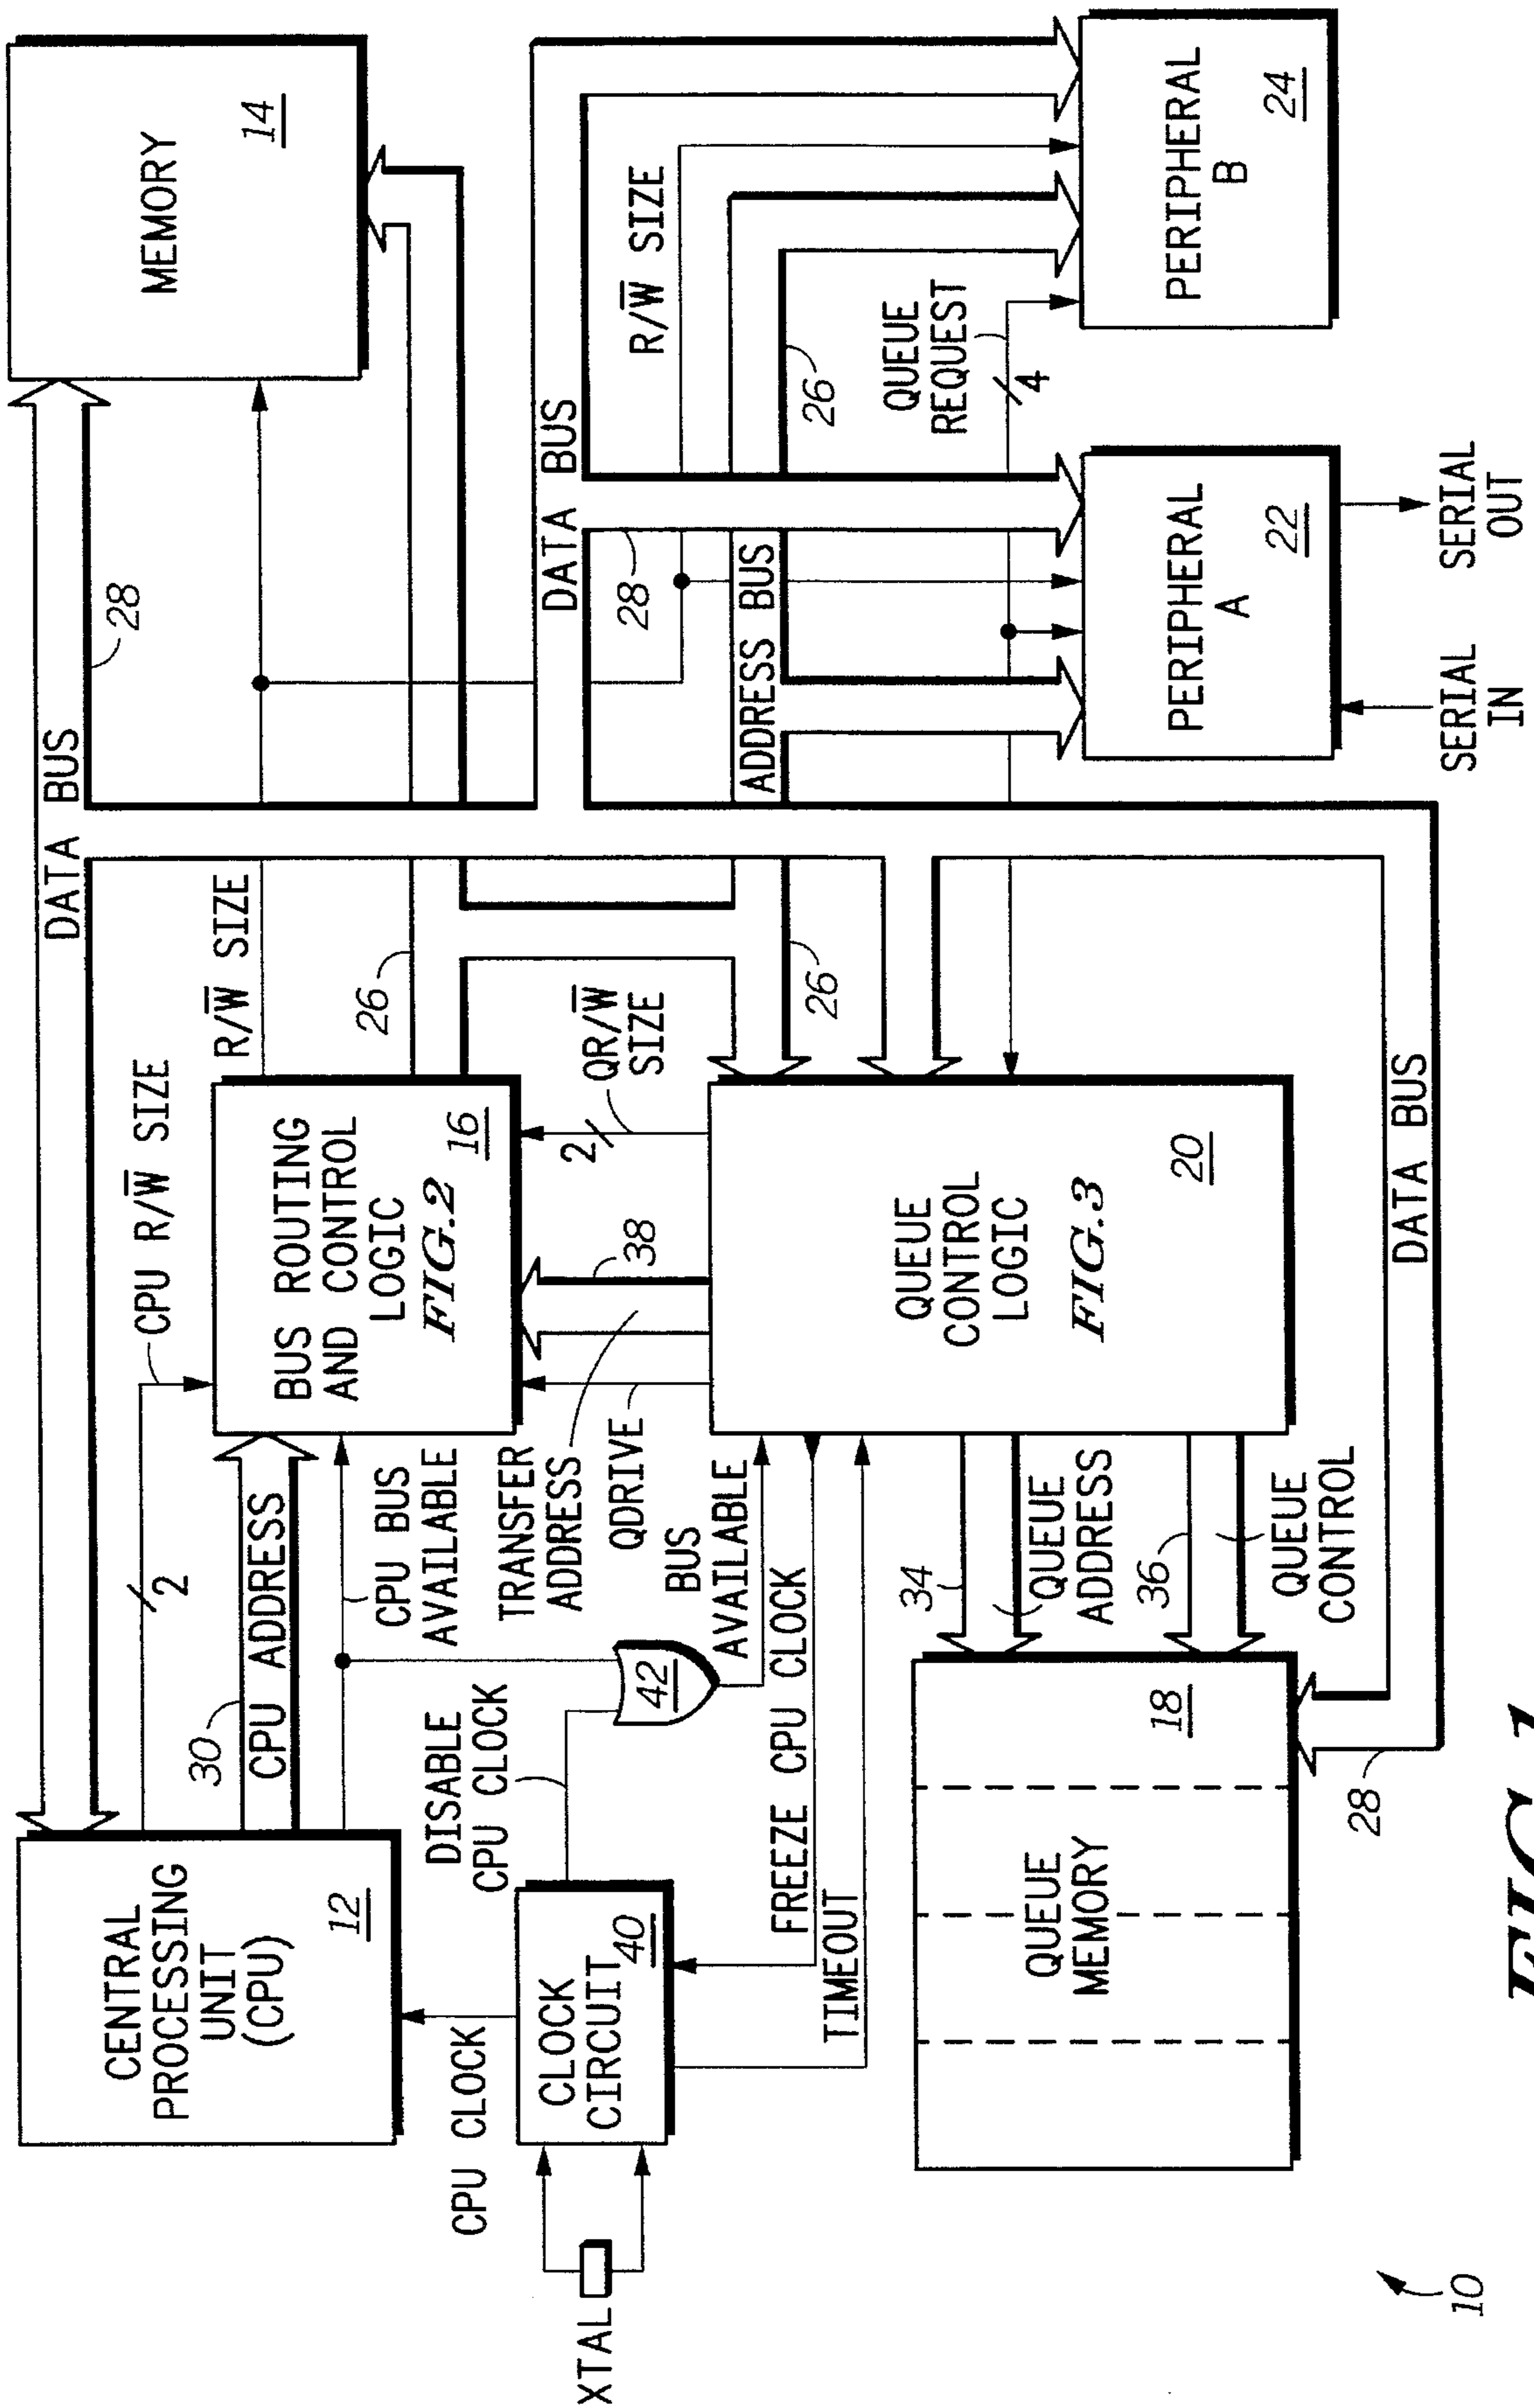 CENTRAL
PROCESSING
UNIT
(CPU)
12
DATA BUS
28
MEMORY
14
2
CPU R/W̅ SIZE
30
CPU ADDRESS
CPU BUS
AVAILABLE
BUS ROUTING
AND CONTROL
LOGIC
FIG.2
16
R/W̅ SIZE
26
CPU CLOCK
XTAL
CLOCK
CIRCUIT
40
DISABLE
CPU CLOCK
42
TRANSFER
ADDRESS
38
QDRIVE
2
QR/W̅
SIZE
BUS
AVAILABLE
FREEZE CPU CLOCK
TIMEOUT
QUEUE
CONTROL
LOGIC
FIG.3
20
26
DATA BUS
28
ADDRESS BUS
R/W̅ SIZE
26
QUEUE
REQUEST
4
34
QUEUE
ADDRESS
36
QUEUE
CONTROL
QUEUE
MEMORY
18
28
DATA BUS
PERIPHERAL
A
22
PERIPHERAL
B
24
SERIAL
IN
SERIAL
OUT
10
FIG.1